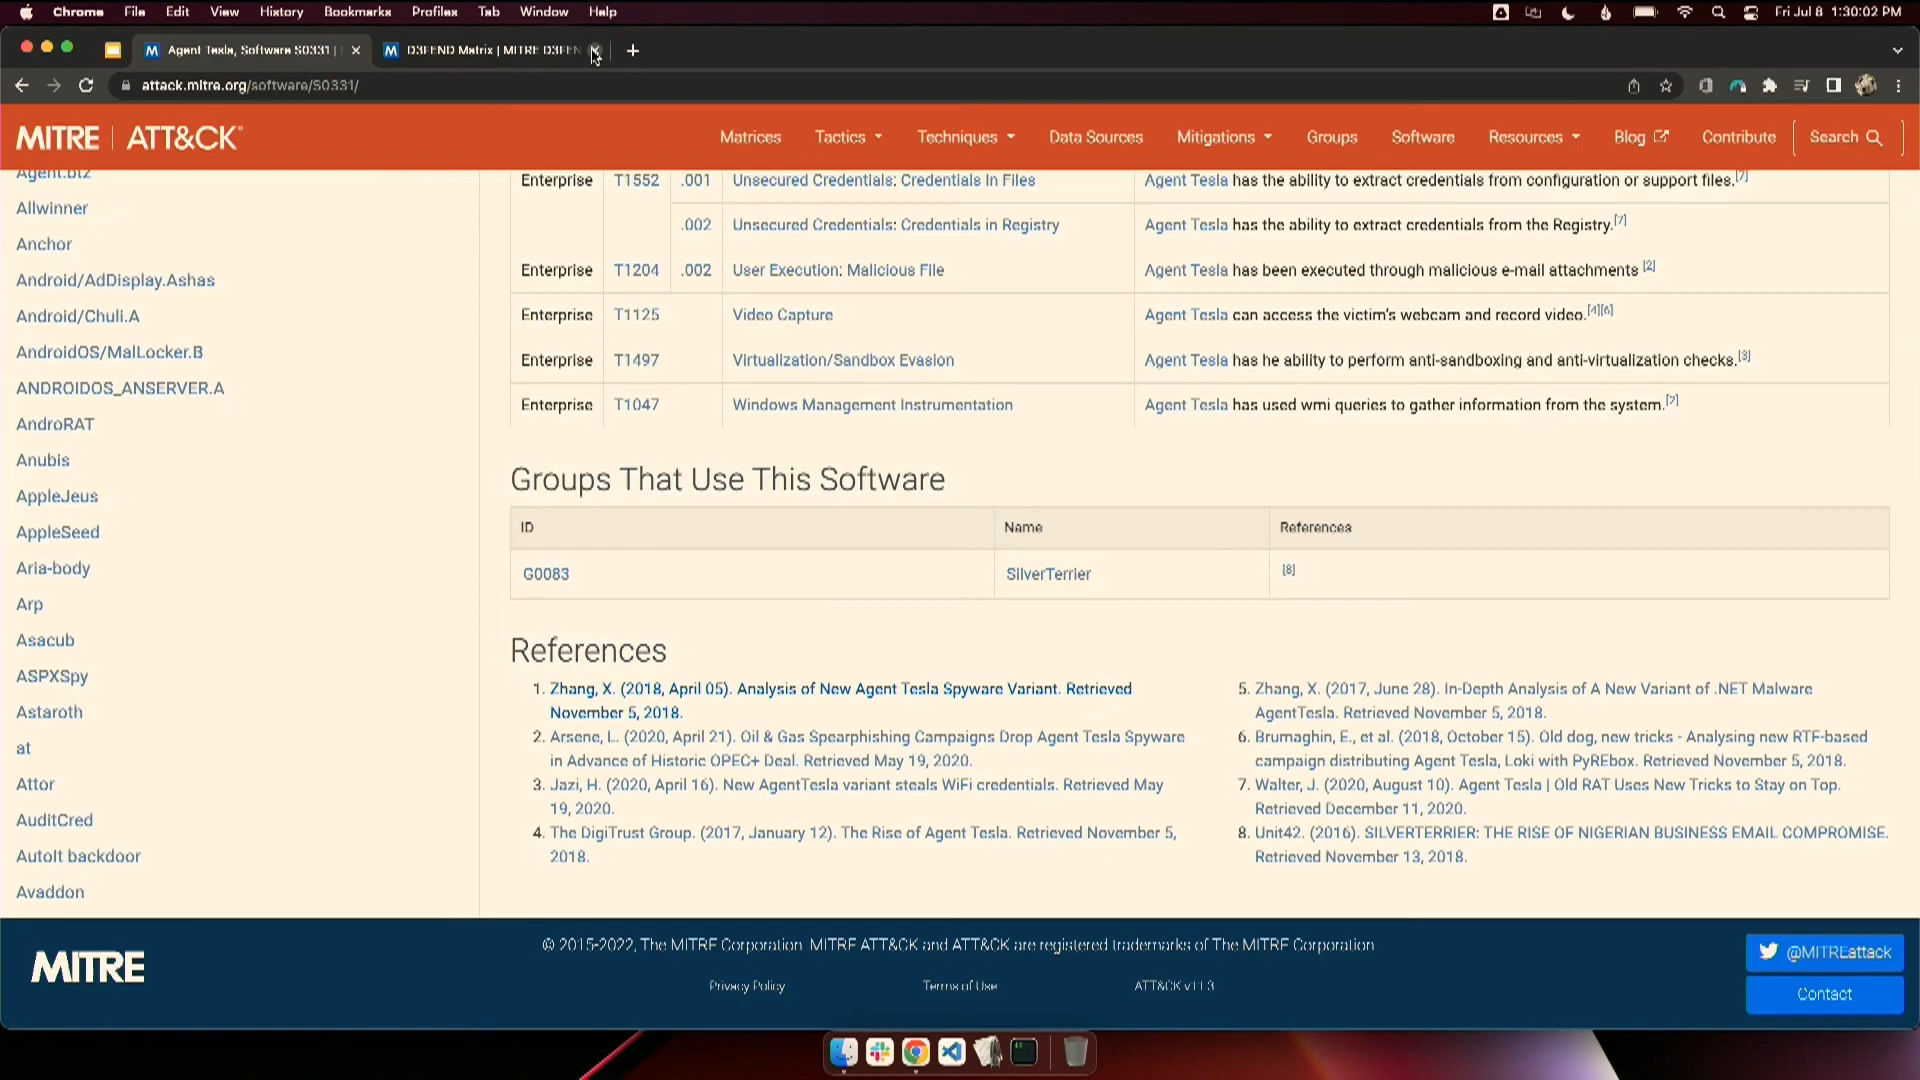 Chrome File Edit View History Bookmarks Profiles Tab Window Help Fri Jul 8 1:30:02 PM
Agent Tesla, Software S0331 | D3FEND Matrix | MITRE D3FEN
attack.mitre.org/software/S0331/
MITRE | ATT&CK® Matrices Tactics Techniques Data Sources Mitigations Groups Software Resources Blog Contribute Search
Agent.btz
Allwinner
Anchor
Android/AdDisplay.Ashas
Android/Chuli.A
AndroidOS/MalLocker.B
ANDROIDOS_ANSERVER.A
AndroRAT
Anubis
AppleJeus
AppleSeed
Aria-body
Arp
Asacub
ASPXSpy
Astaroth
at
Attor
AuditCred
AutoIt backdoor
Avaddon
Enterprise T1552 .001 Unsecured Credentials: Credentials In Files Agent Tesla has the ability to extract credentials from configuration or support files.[7]
.002 Unsecured Credentials: Credentials in Registry Agent Tesla has the ability to extract credentials from the Registry.[7]
Enterprise T1204 .002 User Execution: Malicious File Agent Tesla has been executed through malicious e-mail attachments [2]
Enterprise T1125 Video Capture Agent Tesla can access the victim's webcam and record video.[4][6]
Enterprise T1497 Virtualization/Sandbox Evasion Agent Tesla has he ability to perform anti-sandboxing and anti-virtualization checks.[3]
Enterprise T1047 Windows Management Instrumentation Agent Tesla has used wmi queries to gather information from the system.[2]
Groups That Use This Software
ID Name References
G0083 SilverTerrier [8]
References
1. Zhang, X. (2018, April 05). Analysis of New Agent Tesla Spyware Variant. Retrieved
November 5, 2018.
2. Arsene, L. (2020, April 21). Oil & Gas Spearphishing Campaigns Drop Agent Tesla Spyware
in Advance of Historic OPEC+ Deal. Retrieved May 19, 2020.
3. Jazi, H. (2020, April 16). New AgentTesla variant steals WiFi credentials. Retrieved May
19, 2020.
4. The DigiTrust Group. (2017, January 12). The Rise of Agent Tesla. Retrieved November 5,
2018.
5. Zhang, X. (2017, June 28). In-Depth Analysis of A New Variant of .NET Malware
AgentTesla. Retrieved November 5, 2018.
6. Brumaghin, E., et al. (2018, October 15). Old dog, new tricks - Analysing new RTF-based
campaign distributing Agent Tesla, Loki with PyREbox. Retrieved November 5, 2018.
7. Walter, J. (2020, August 10). Agent Tesla | Old RAT Uses New Tricks to Stay on Top.
Retrieved December 11, 2020.
8. Unit42. (2016). SILVERTERRIER: THE RISE OF NIGERIAN BUSINESS EMAIL COMPROMISE.
Retrieved November 13, 2018.
MITRE
© 2015-2022, The MITRE Corporation. MITRE ATT&CK and ATT&CK are registered trademarks of The MITRE Corporation
Privacy Policy Terms of Use ATT&CK v11.3
@MITREattack
Contact